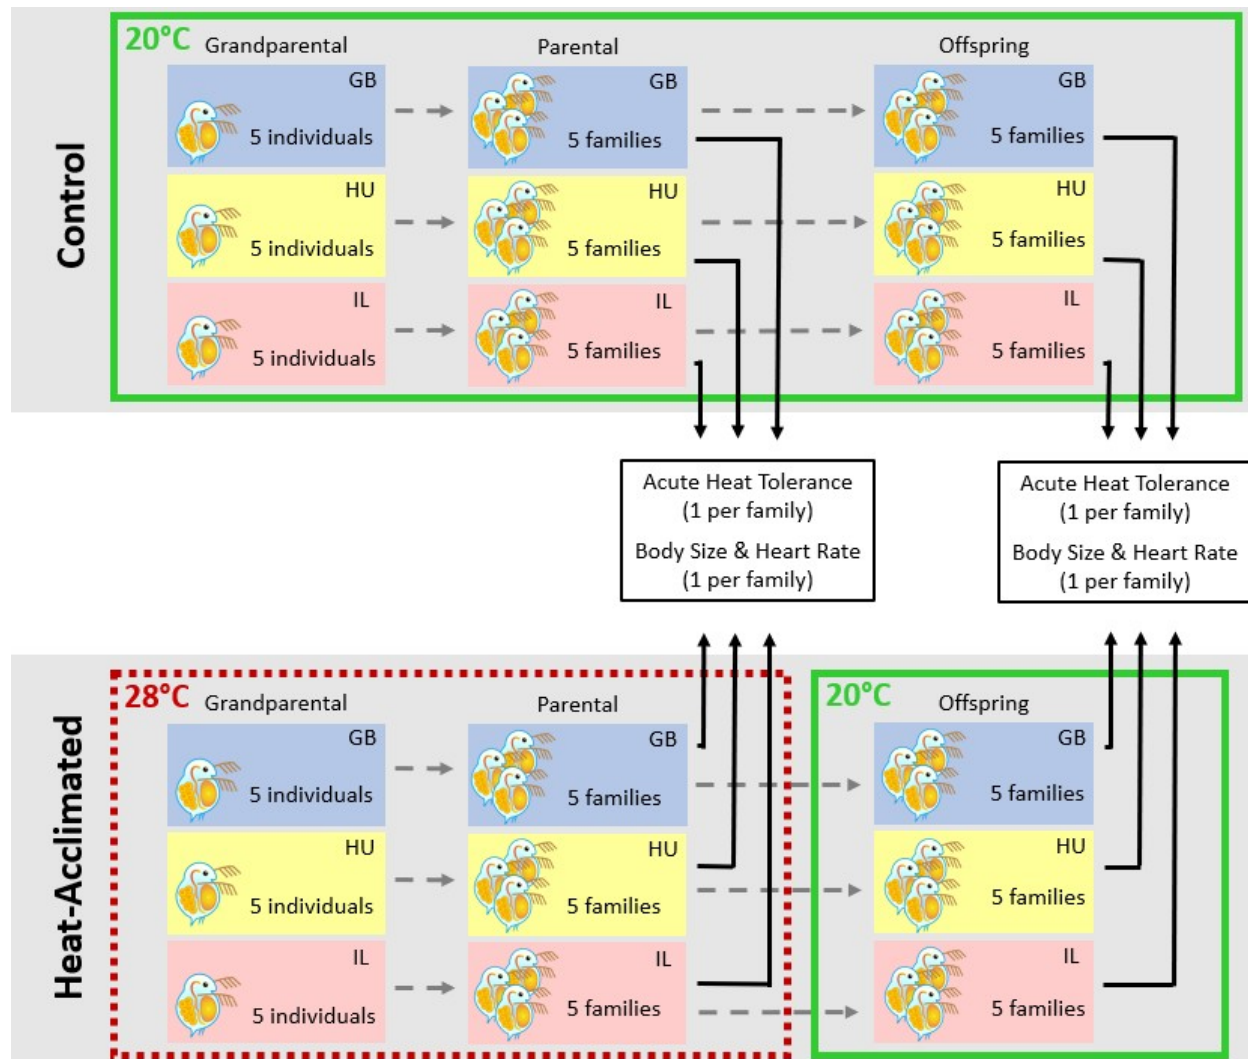 Control
20°C
Grandparental
Parental
Offspring
GB
5 individuals
GB
5 families
GB
5 families
HU
5 individuals
HU
5 families
HU
5 families
IL
5 individuals
IL
5 families
IL
5 families
Acute Heat Tolerance
(1 per family)
Body Size & Heart Rate
(1 per family)
Acute Heat Tolerance
(1 per family)
Body Size & Heart Rate
(1 per family)
Heat-Acclimated
28°C
Grandparental
Parental
20°C
Offspring
GB
5 individuals
GB
5 families
GB
5 families
HU
5 individuals
HU
5 families
HU
5 families
IL
5 individuals
IL
5 families
IL
5 families